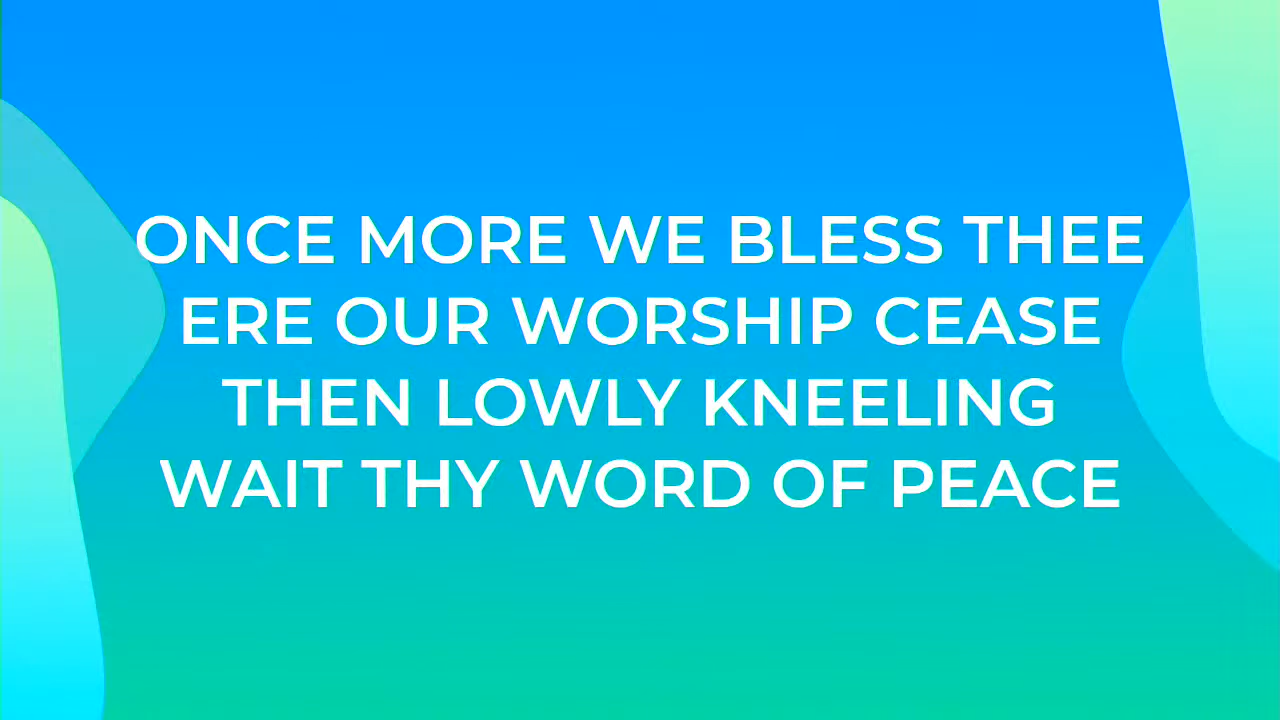 ONCE MORE WE BLESS THEE
ERE OUR WORSHIP CEASE
THEN LOWLY KNEELING
WAIT THY WORD OF PEACE